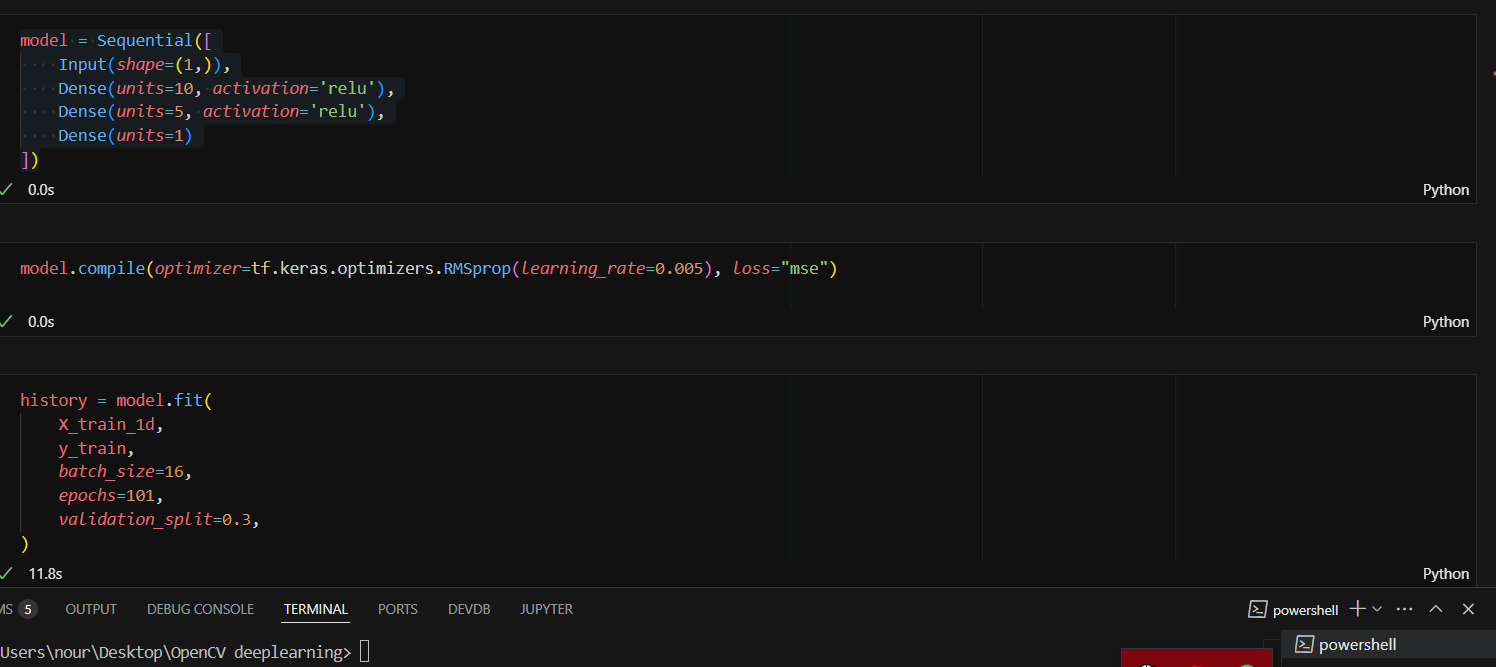 model = Sequential([
    Input(shape=(1,)),
    Dense(units=10, activation='relu'),
    Dense(units=5, activation='relu'),
    Dense(units=1)
])
0.0s
Python
model.compile(optimizer=tf.keras.optimizers.RMSprop(learning_rate=0.005), loss="mse")
0.0s
Python
history = model.fit(
    X_train_1d,
    y_train,
    batch_size=16,
    epochs=101,
    validation_split=0.3,
)
11.8s
Python
MS 5 OUTPUT DEBUG CONSOLE TERMINAL PORTS DEVDB JUPYTER powershell
Users\nour\Desktop\OpenCV deeplearning>
powershell